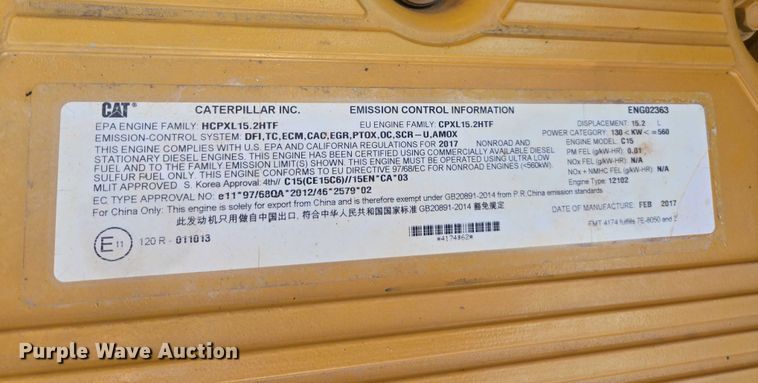 CAT CATERPILLAR INC. EMISSION CONTROL INFORMATION ENG02363
EPA ENGINE FAMILY: HCPXL15.2HTF EU ENGINE FAMILY: CPXL15.2HTF DISPLACEMENT: 15.2 L
EMISSION-CONTROL SYSTEM: DFI,TC,ECM,CAC,EGR,PTOX,OC,SCR-U,AMOX POWER CATEGORY: 130<KW<=560
THIS ENGINE COMPLIES WITH U.S. EPA AND CALIFORNIA REGULATIONS FOR 2017 NONROAD AND ENGINE MODEL: C15
STATIONARY DIESEL ENGINES. THIS ENGINE HAS BEEN CERTIFIED USING COMMERCIALLY AVAILABLE DIESEL PM FEL (g/kW-HR): 0.01
FUEL AND TO THE FAMILY EMISSION LIMIT(S) SHOWN. THIS ENGINE MUST BE OPERATED USING ULTRA LOW NOx FEL (g/kW-HR): N/A
SULFUR FUEL ONLY. THIS ENGINE CONFORMS TO EU DIRECTIVE 97/68/EC FOR NONROAD ENGINES (<560kW). NOx + NMHC FEL (g/kW-HR): N/A
MLIT APPROVED S. Korea Approval: 4th// C15(CE15C6)//15EN*CA*03 Engine Type: 12102
EC TYPE APPROVAL NO: e11*97/68QA*2012/46*2579*02
For China Only: This engine is solely for export from China and is therefore exempt under GB20891-2014 from P.R.China emission standards
此发动机只用做自中国出口, 符合中华人民共和国国家标准 GB20891-2014 豁免规定 DATE OF MANUFACTURE: FEB 2017
E11 120 R - 011013 *4174862* EMT 4174 fulfills 7E-8050 and
Purple Wave Auction